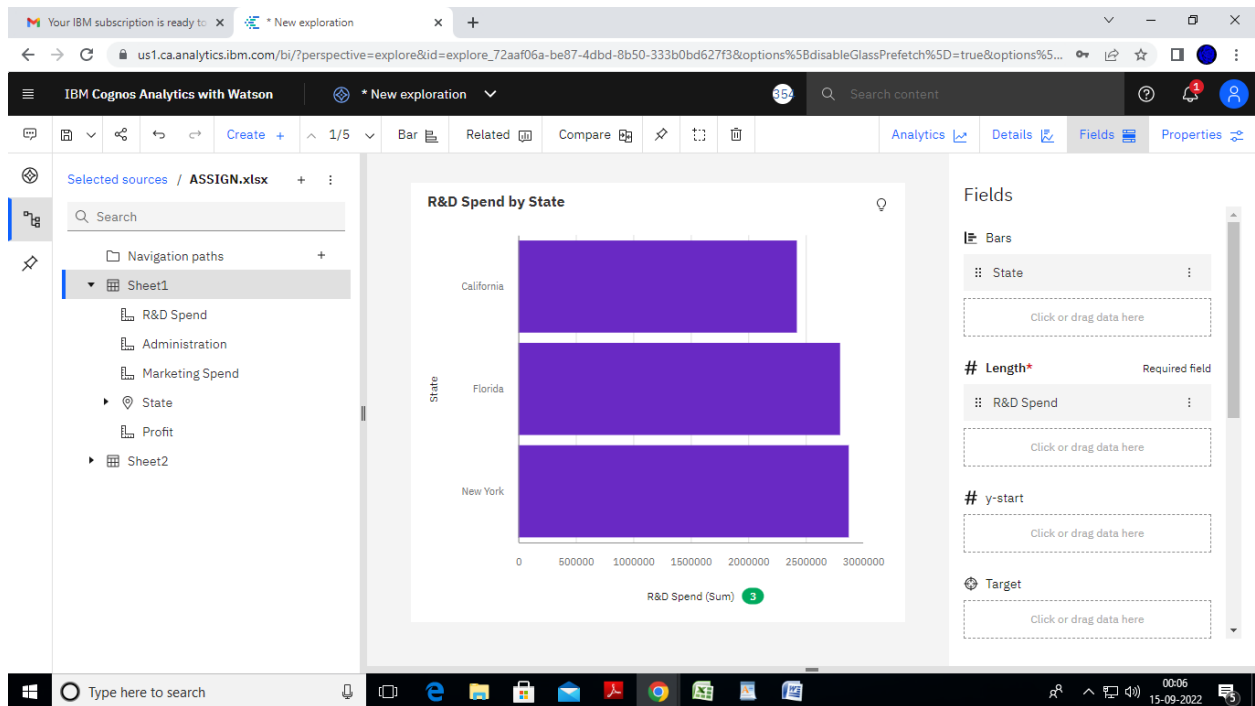 Your IBM subscription is ready to
* New exploration
us1.ca.analytics.ibm.com/bi/?perspective=explore&id=explore_72aaf06a-be87-4dbd-8b50-333b0bd627f3&options%5BdisableGlassPrefetch%5D=true&options%5...
IBM Cognos Analytics with Watson
* New exploration
354
Search content
1
Create +
1/5
Bar
Related
Compare
Analytics
Details
Fields
Properties
Selected sources / ASSIGN.xlsx
Search
Navigation paths
Sheet1
R&D Spend
Administration
Marketing Spend
State
Profit
Sheet2
R&D Spend by State
California
Florida
New York
State
0 500000 1000000 1500000 2000000 2500000 3000000
R&D Spend (Sum) 3
Fields
Bars
State
Click or drag data here
# Length* Required field
R&D Spend
Click or drag data here
# y-start
Click or drag data here
Target
Click or drag data here
Type here to search
00:06
15-09-2022
5